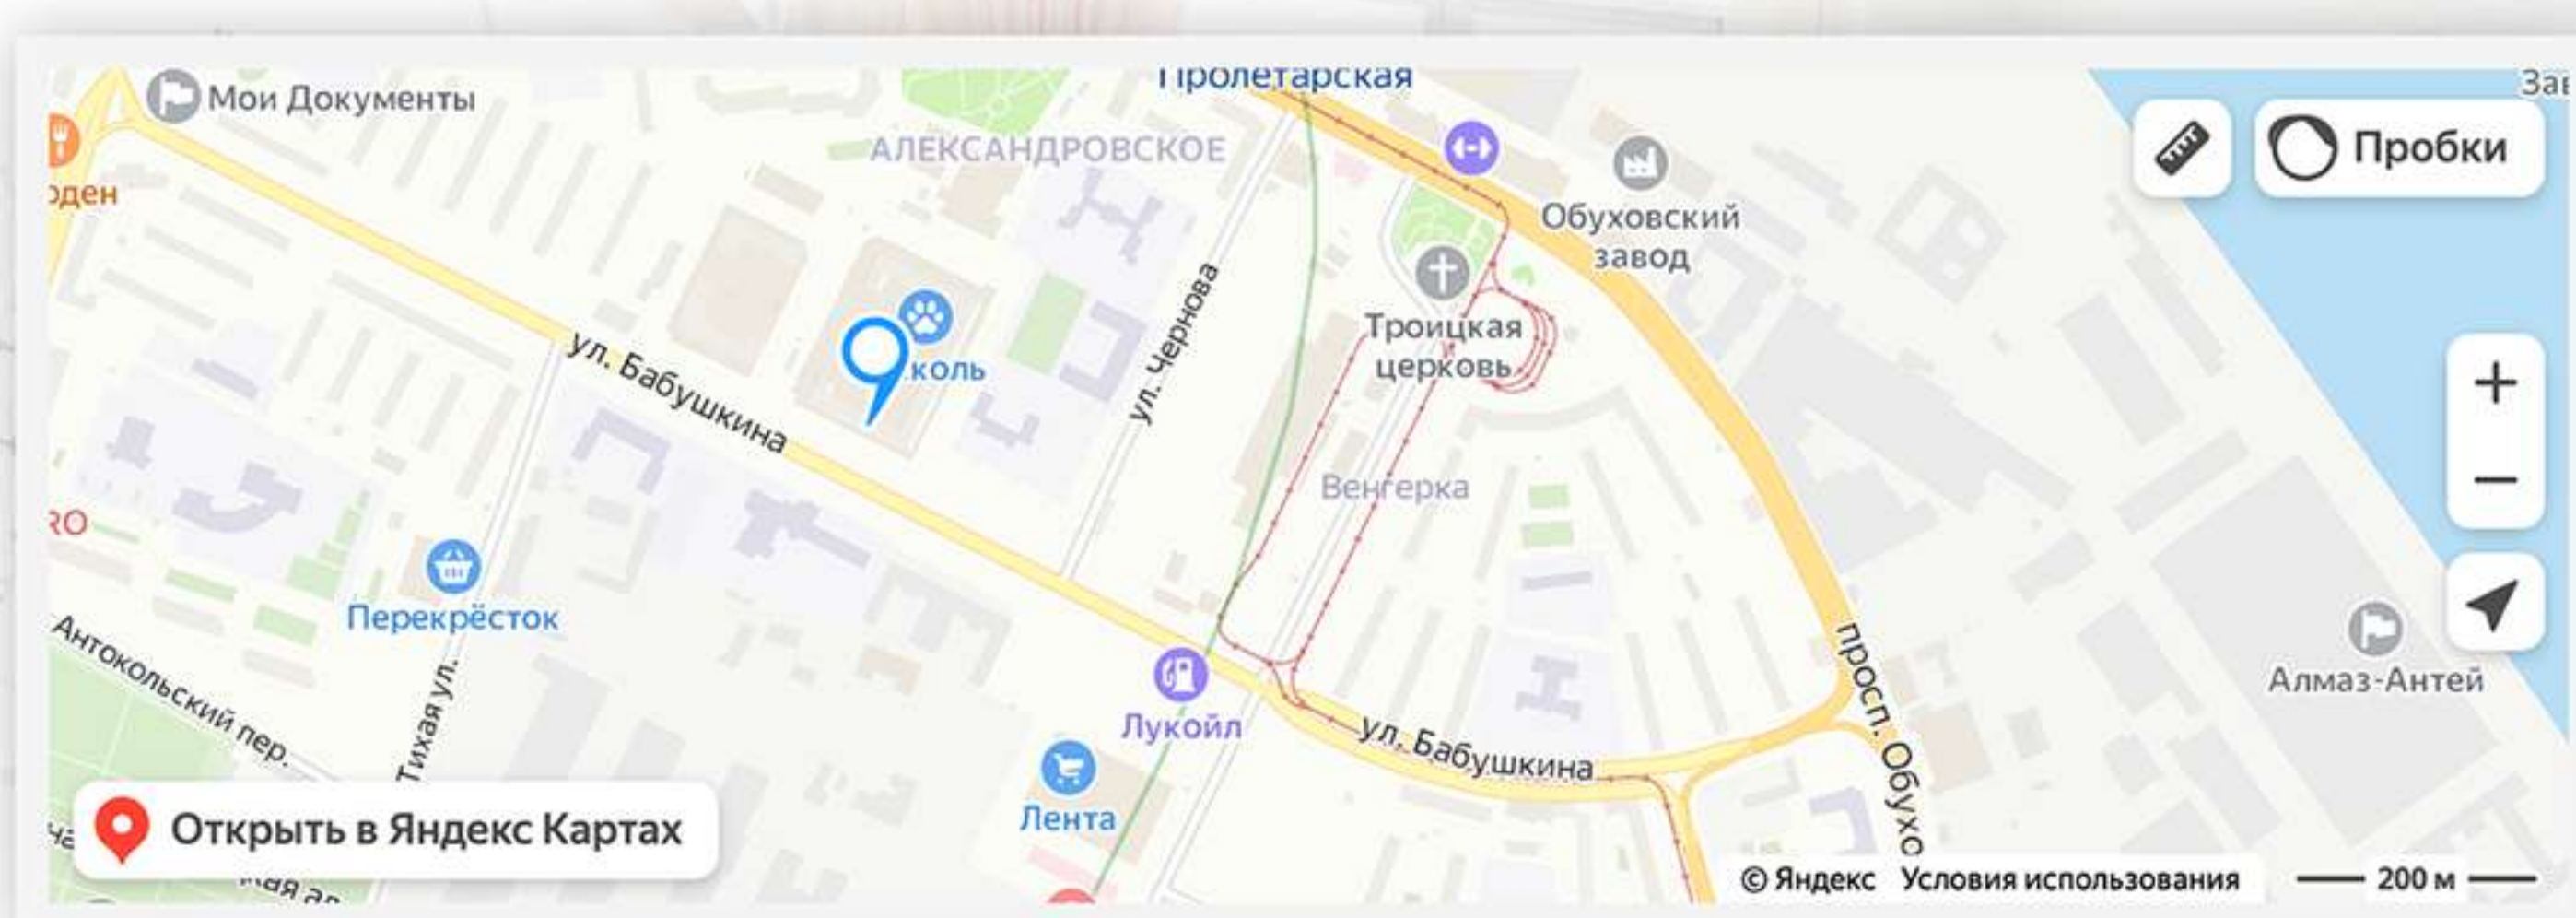 Мои Документы
Пролетарская
АЛЕКСАНДРОВСКОЕ
Пробки
Обуховский
завод
ул. Чернова
Троицкая
церковь
ул. Бабушкина
Венгерка
Перекрёсток
Антокольский пер.
Тихая ул.
Лукойл
ул. Бабушкина
просп. Обухо
Алмаз-Антей
Лента
Открыть в Яндекс Картах
© Яндекс Условия использования
200 м